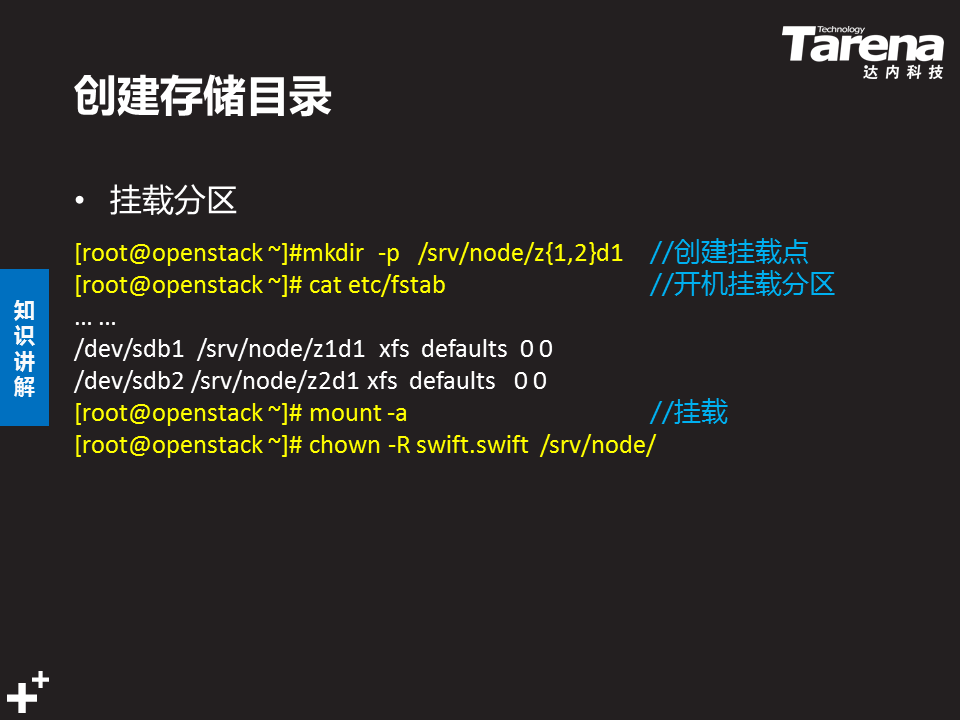 Technology
Tarena
达内科技
创建存储目录
• 挂载分区
[root@openstack ~]#mkdir -p /srv/node/z{1,2}d1 //创建挂载点
[root@openstack ~]# cat etc/fstab //开机挂载分区
... ...
/dev/sdb1 /srv/node/z1d1 xfs defaults 0 0
/dev/sdb2 /srv/node/z2d1 xfs defaults 0 0
[root@openstack ~]# mount -a //挂载
[root@openstack ~]# chown -R swift.swift /srv/node/
知识讲解